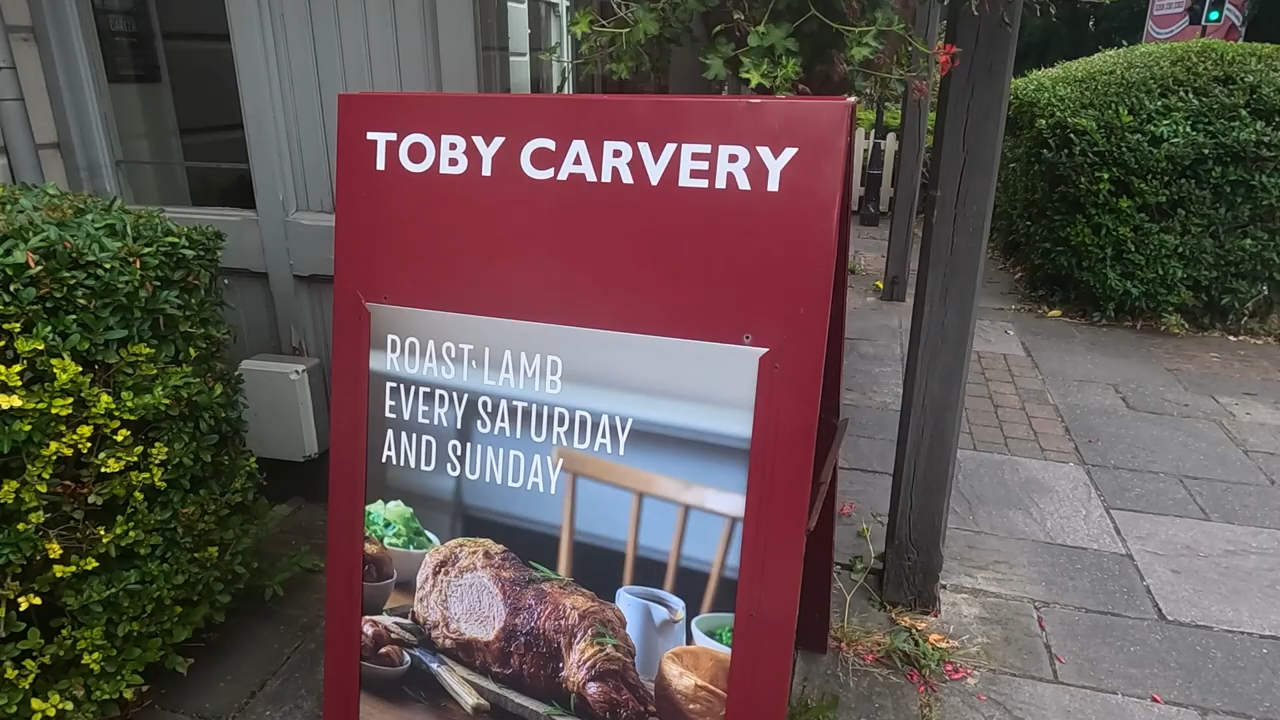 TOBY CARVERY
ROAST LAMB
EVERY SATURDAY
AND SUNDAY